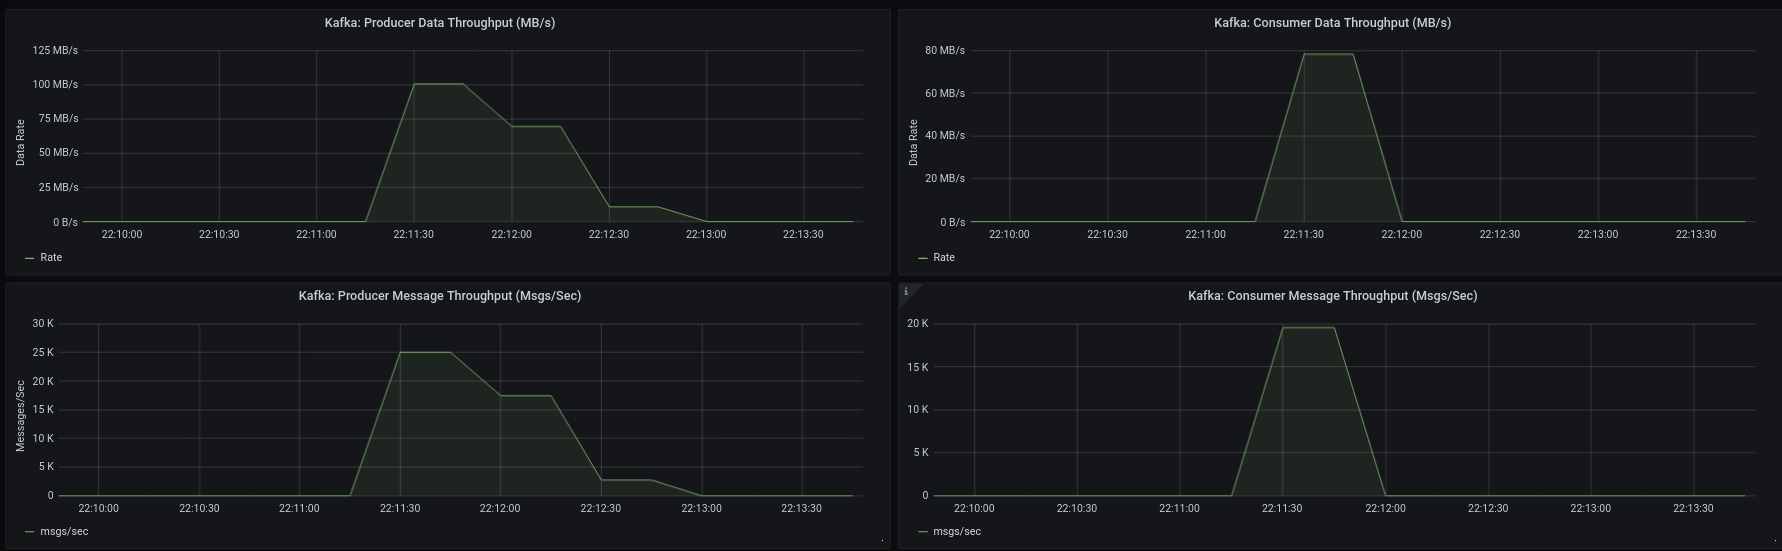 Kafka: Producer Data Throughput (MB/s)
125 MB/s
100 MB/s
75 MB/s
50 MB/s
25 MB/s
0 B/s
Data Rate
22:10:00 22:10:30 22:11:00 22:11:30 22:12:00 22:12:30 22:13:00 22:13:30
Rate
Kafka: Consumer Data Throughput (MB/s)
80 MB/s
60 MB/s
40 MB/s
20 MB/s
0 B/s
Data Rate
22:10:00 22:10:30 22:11:00 22:11:30 22:12:00 22:12:30 22:13:00 22:13:30
Rate
Kafka: Producer Message Throughput (Msgs/Sec)
30 K
25 K
20 K
15 K
10 K
5 K
0
Messages/Sec
22:10:00 22:10:30 22:11:00 22:11:30 22:12:00 22:12:30 22:13:00 22:13:30
msgs/sec
i
Kafka: Consumer Message Throughput (Msgs/Sec)
20 K
15 K
10 K
5 K
0
22:10:00 22:10:30 22:11:00 22:11:30 22:12:00 22:12:30 22:13:00 22:13:30
msgs/sec